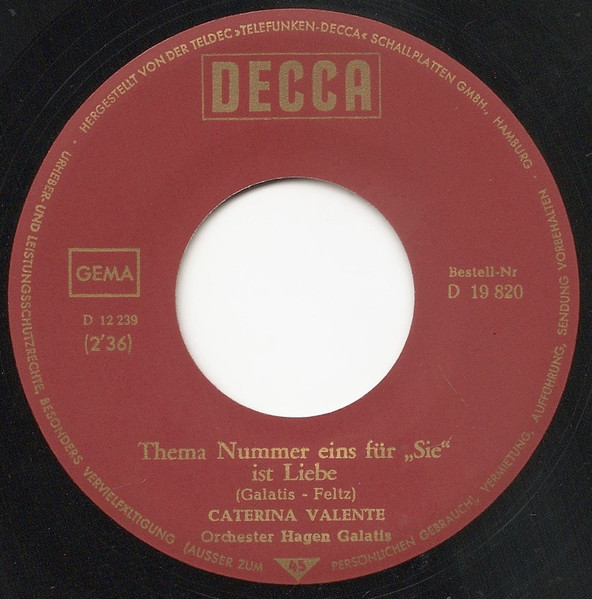 · HERGESTELLT VON DER TELDEC »TELEFUNKEN-DECCA« SCHALLPLATTEN GMBH., HAMBURG
DECCA
GEMA
D 12 239
(2'36)
Bestell-Nr
D 19 820
Thema Nummer eins für „Sie“
ist Liebe
(Galatis - Feltz)
CATERINA VALENTE
Orchester Hagen Galatis
· URHEBER- UND LEISTUNGSSCHUTZRECHTE, BESONDERS VERVIELFÄLTIGUNG (AUSSER ZUM PERSÖNLICHEN GEBRAUCH), VERMIETUNG, AUFFÜHRUNG, SENDUNG VORBEHALTEN ·
45